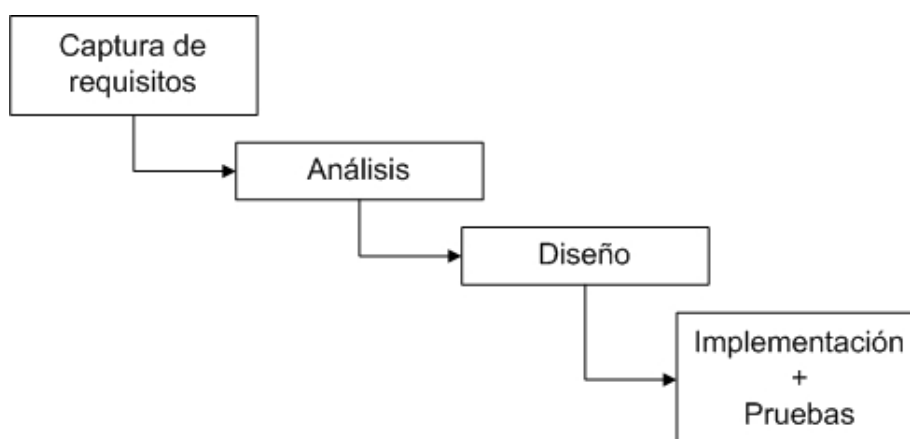 Captura de
requisitos
Análisis
Diseño
Implementación
+
Pruebas